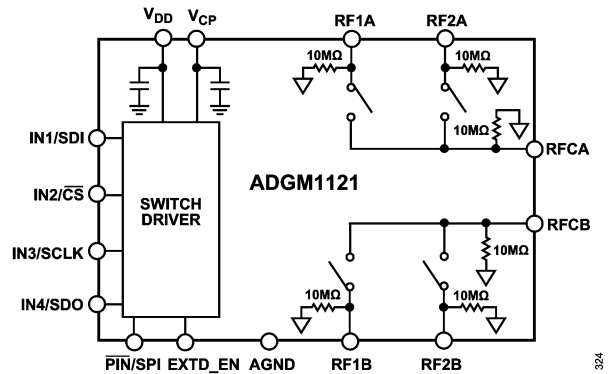 VDD VCP RF1A RF2A
10MΩ 10MΩ
10MΩ
IN1/SDI
RFCA
IN2/CS
SWITCH
DRIVER
ADGM1121
RFCB
IN3/SCLK
10MΩ
IN4/SDO
10MΩ 10MΩ
PIN/SPI EXTD_EN AGND RF1B RF2B
324